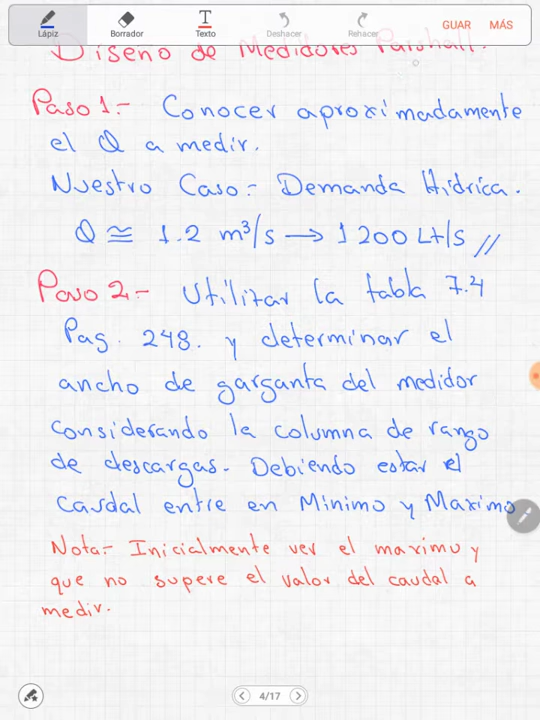 Lápiz
Borrador
Texto
Deshacer
Rehacer
GUAR
MÁS
Diseno de Medidores Parshall.
Paso 1:- Conocer aproximadamente
el Q a medir.
Nuestro Caso:- Demanda Hídrica.
Q ≅ 1.2 m³/s → 1200 Lt/s //
Paso 2:- Utilizar la tabla 7.4
Pag. 248. y determinar el
ancho de garganta del medidor
considerando la columna de rango
de descargas. Debiendo estar el
Caudal entre en Minimo y Maximo
Nota:- Inicialmente ver el maximo y
que no supere el valor del caudal a
medir.
4/17